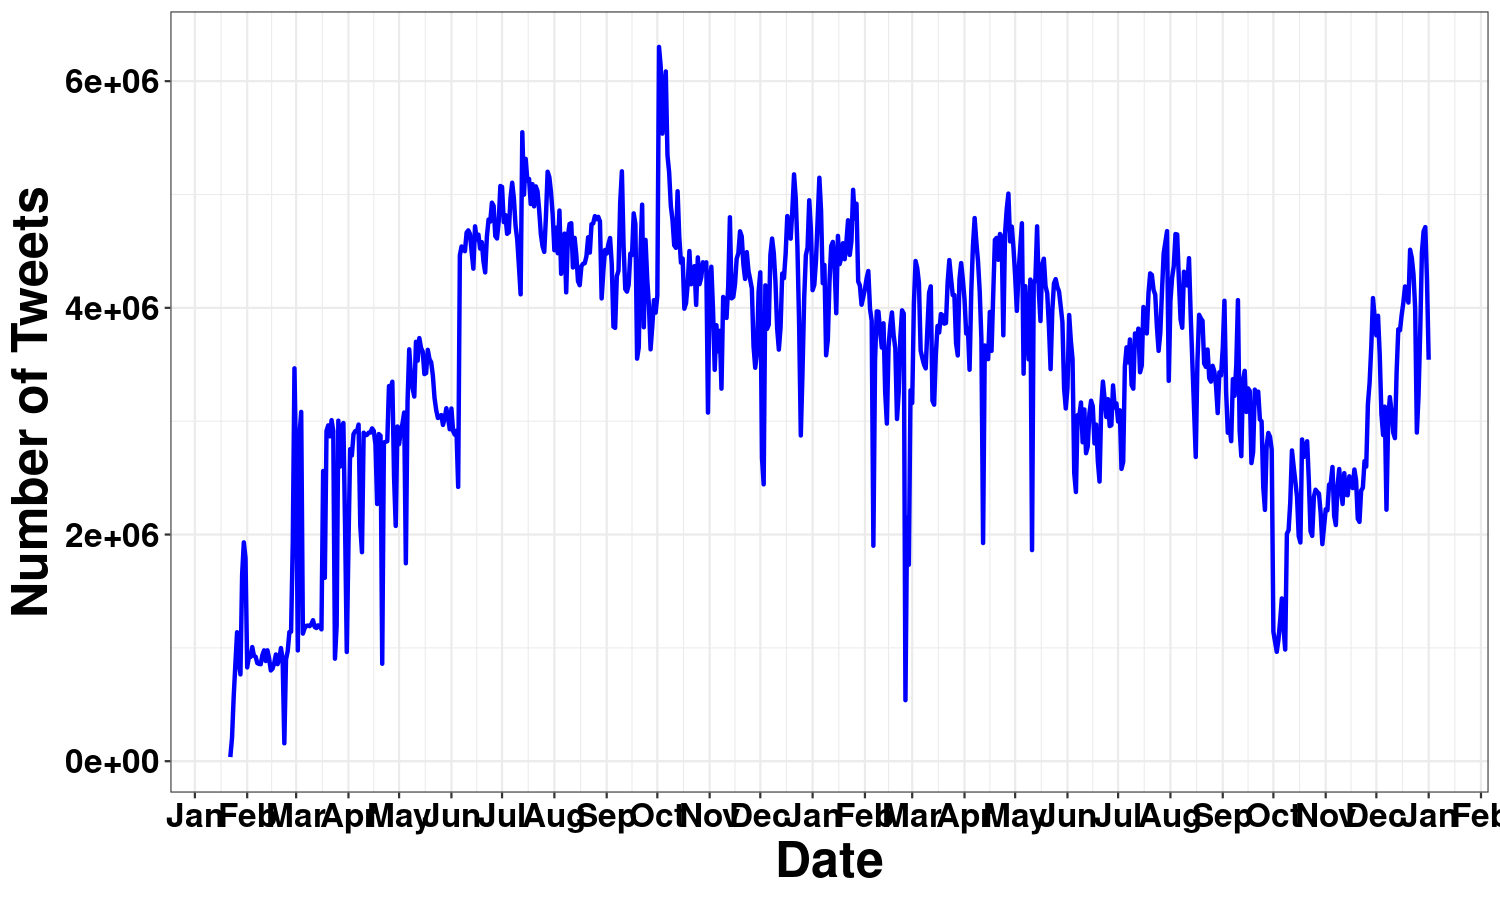 Number of Tweets
6e+06
4e+06
2e+06
0e+00
Jan Feb Mar Apr May Jun Jul Aug Sep Oct Nov Dec Jan Feb Mar Apr May Jun Jul Aug Sep Oct Nov Dec Jan Feb
Date